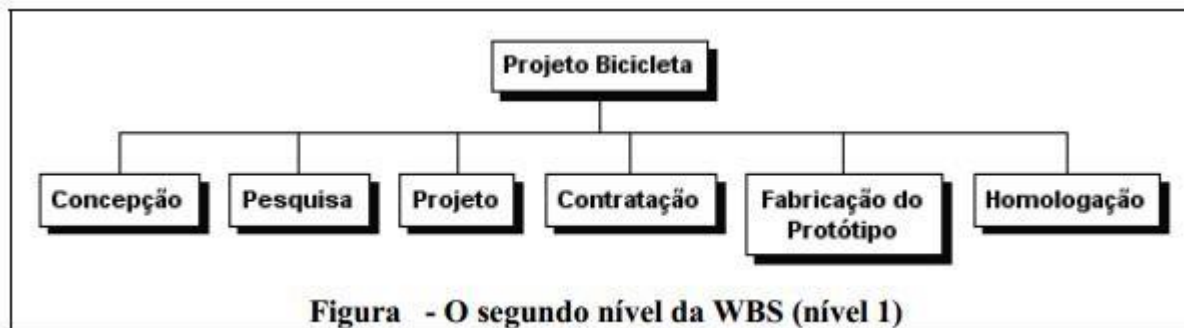 Projeto Bicicleta
Concepção
Pesquisa
Projeto
Contratação
Fabricação do
Protótipo
Homologação
Figura - O segundo nível da WBS (nível 1)